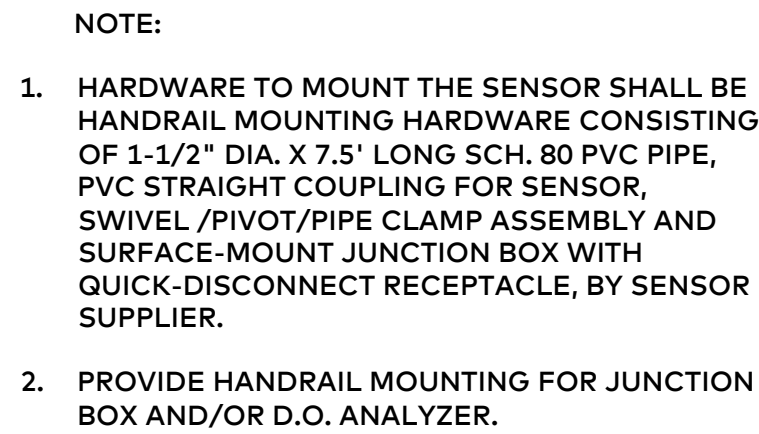 NOTE:
1. HARDWARE TO MOUNT THE SENSOR SHALL BE
HANDRAIL MOUNTING HARDWARE CONSISTING
OF 1-1/2" DIA. X 7.5' LONG SCH. 80 PVC PIPE,
PVC STRAIGHT COUPLING FOR SENSOR,
SWIVEL /PIVOT/PIPE CLAMP ASSEMBLY AND
SURFACE-MOUNT JUNCTION BOX WITH
QUICK-DISCONNECT RECEPTACLE, BY SENSOR
SUPPLIER.
2. PROVIDE HANDRAIL MOUNTING FOR JUNCTION
BOX AND/OR D.O. ANALYZER.